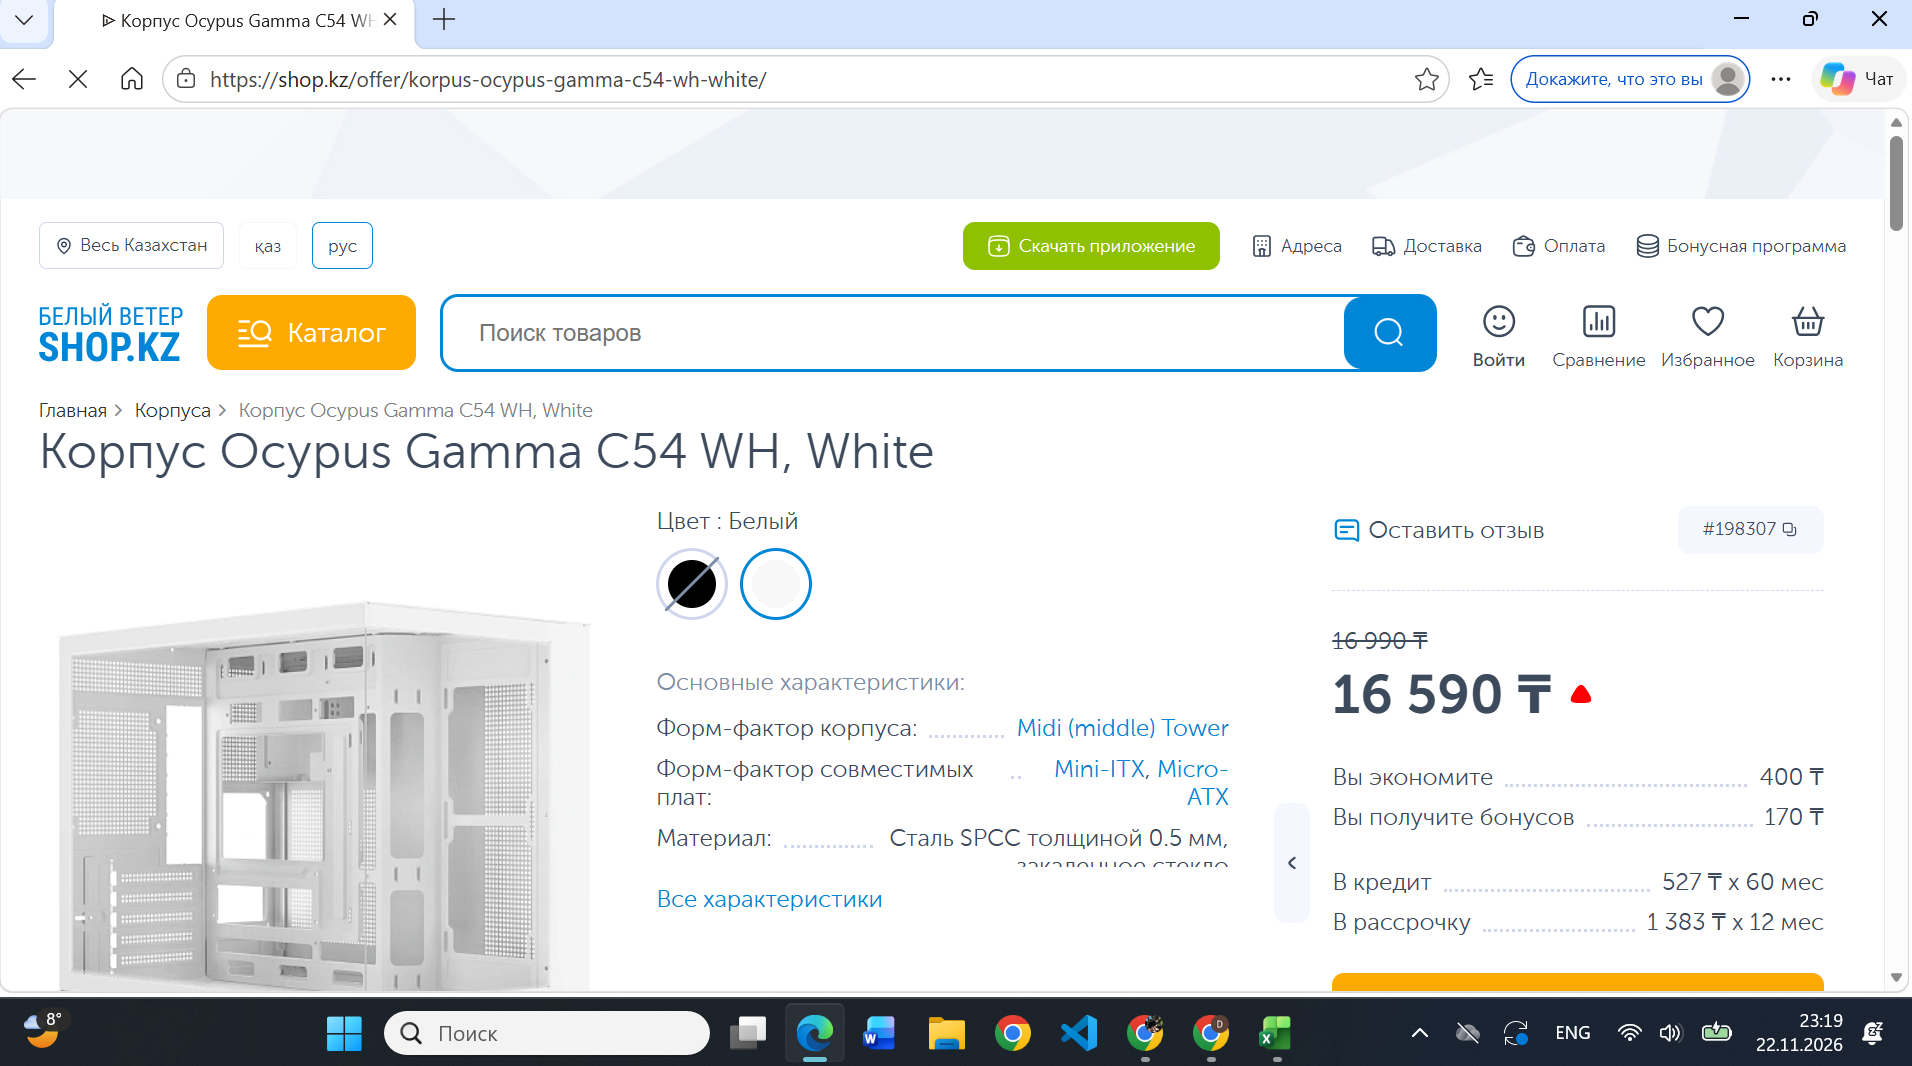 Корпус Ocypus Gamma C54 WH
https://shop.kz/offer/korpus-ocypus-gamma-c54-wh-white/
Докажите, что это вы
Чат
Весь Казахстан
қаз
рус
Скачать приложение
Адреса
Доставка
Оплата
Бонусная программа
БЕЛЫЙ ВЕТЕР
SHOP.KZ
Каталог
Поиск товаров
Войти
Сравнение
Избранное
Корзина
Главная > Корпуса > Корпус Ocypus Gamma C54 WH, White
Корпус Ocypus Gamma C54 WH, White
Цвет : Белый
Оставить отзыв
#198307
16 990 ₸
16 590 ₸
Основные характеристики:
Форм-фактор корпуса: Midi (middle) Tower
Форм-фактор совместимых плат: Mini-ITX, Micro-
ATX
Материал: Сталь SPCC толщиной 0.5 мм,
закаленное стекло
Все характеристики
Вы экономите 400 ₸
Вы получите бонусов 170 ₸
В кредит 527 ₸ x 60 мес
В рассрочку 1 383 ₸ x 12 мес
8°
Поиск
ENG
23:19
22.11.2026